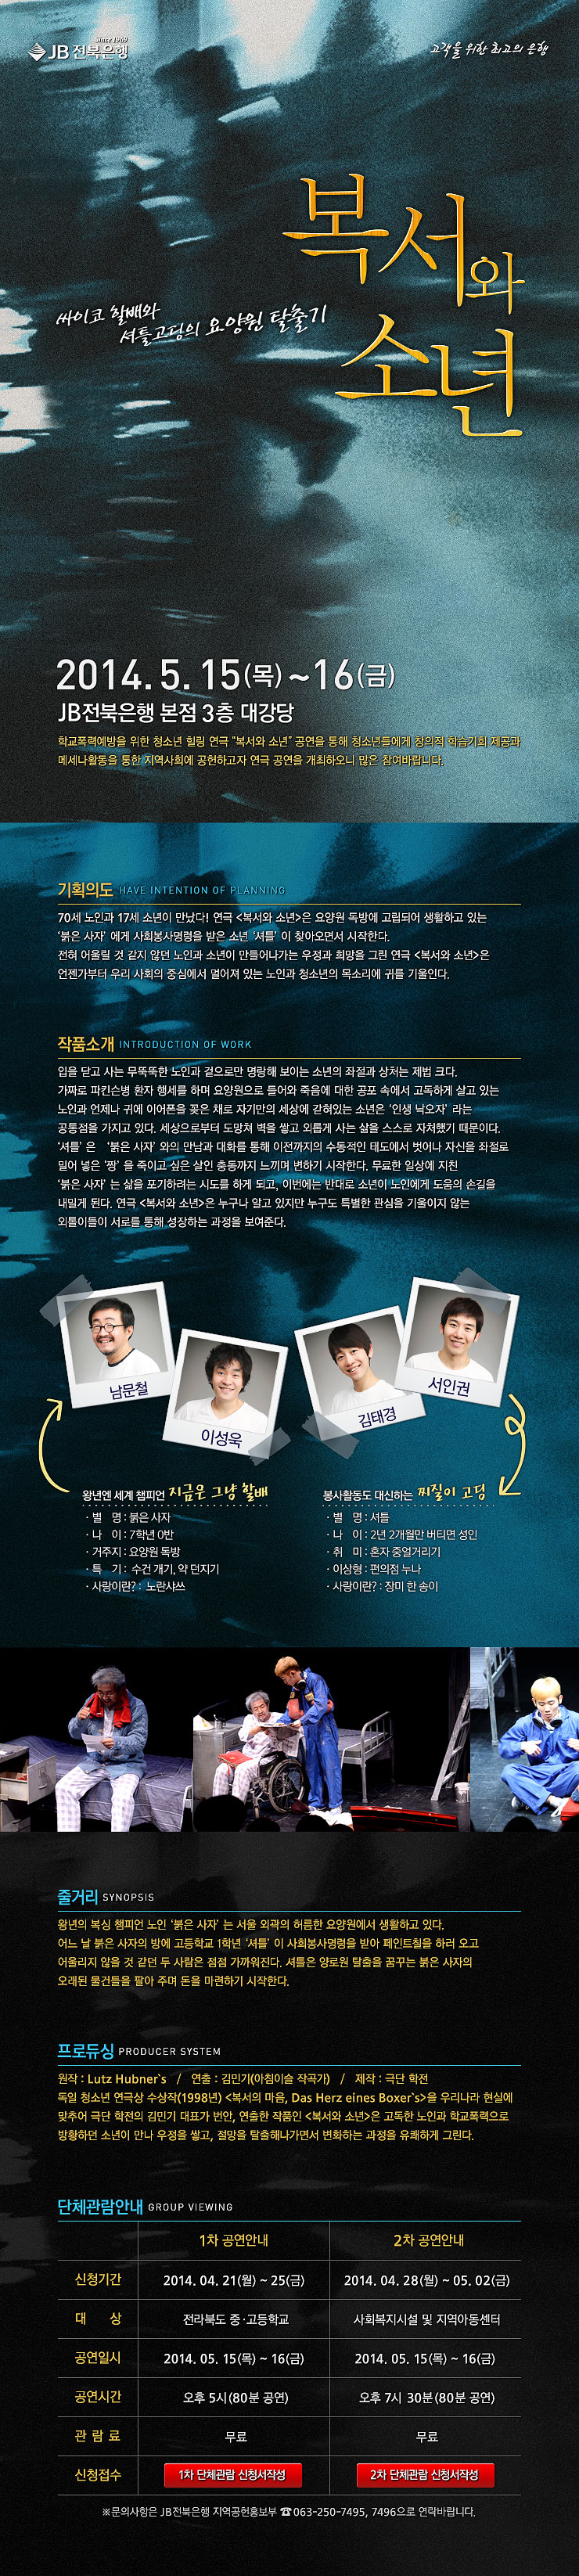 Since 1969
JB 전북은행
고객을 위한 최고의 은행
복서와
소년
싸이코 할배와
셔틀고딩의 요양원 탈출기
2014. 5. 15(목) ~16(금)
JB전북은행 본점 3층 대강당
학교폭력예방을 위한 청소년 힐링 연극 "복서와 소년" 공연을 통해 청소년들에게 창의적 학습기회 제공과
메세나활동을 통한 지역사회에 공헌하고자 연극 공연을 개최하오니 많은 참여바랍니다.
기획의도 HAVE INTENTION OF PLANNING
70세 노인과 17세 소년이 만났다! 연극 <복서와 소년>은 요양원 독방에 고립되어 생활하고 있는
'붉은 사자' 에게 사회봉사명령을 받은 소년 '셔틀' 이 찾아오면서 시작한다.
전혀 어울릴 것 같지 않던 노인과 소년이 만들어나가는 우정과 희망을 그린 연극 <복서와 소년>은
언젠가부터 우리 사회의 중심에서 멀어져 있는 노인과 청소년의 목소리에 귀를 기울인다.
작품소개 INTRODUCTION OF WORK
입을 닫고 사는 무뚝뚝한 노인과 겉으로만 명랑해 보이는 소년의 좌절과 상처는 제법 크다.
가짜로 파킨슨병 환자 행세를 하며 요양원으로 들어와 죽음에 대한 공포 속에서 고독하게 살고 있는
노인과 언제나 귀에 이어폰을 꽂은 채로 자기만의 세상에 갇혀있는 소년은 '인생 낙오자' 라는
공통점을 가지고 있다. 세상으로부터 도망쳐 벽을 쌓고 외롭게 사는 삶을 스스로 자처했기 때문이다.
'셔틀' 은 '붉은 사자' 와의 만남과 대화를 통해 이전까지의 수동적인 태도에서 벗어나 자신을 좌절로
밀어 넣은 '짱' 을 죽이고 싶은 살인 충동까지 느끼며 변하기 시작한다. 무료한 일상에 지친
'붉은 사자' 는 삶을 포기하려는 시도를 하게 되고, 이번에는 반대로 소년이 노인에게 도움의 손길을
내밀게 된다. 연극 <복서와 소년>은 누구나 알고 있지만 누구도 특별한 관심을 기울이지 않는
외톨이들이 서로를 통해 성장하는 과정을 보여준다.
남문철
이성욱
김태경
서인권
왕년엔 세계 챔피언 지금은 그냥 할배
· 별 명 : 붉은 사자
· 나 이 : 7학년 0반
· 거주지 : 요양원 독방
· 특 기 : 수건 개기, 약 던지기
· 사랑이란? : 노란샤쓰
봉사활동도 대신하는 찌질이 고딩
· 별 명 : 셔틀
· 나 이 : 2년 2개월만 버티면 성인
· 취 미 : 혼자 중얼거리기
· 이상형 : 편의점 누나
· 사랑이란? : 장미 한 송이
줄거리 SYNOPSIS
왕년의 복싱 챔피언 노인 '붉은 사자' 는 서울 외곽의 허름한 요양원에서 생활하고 있다.
어느 날 붉은 사자의 방에 고등학교 1학년 '셔틀' 이 사회봉사명령을 받아 페인트칠을 하러 오고
어울리지 않을 것 같던 두 사람은 점점 가까워진다. 셔틀은 양로원 탈출을 꿈꾸는 붉은 사자의
오래된 물건들을 팔아 주며 돈을 마련하기 시작한다.
프로듀싱 PRODUCER SYSTEM
원작 : Lutz Hubner`s / 연출 : 김민기(아침이슬 작곡가) / 제작 : 극단 학전
독일 청소년 연극상 수상작(1998년) <복서의 마음, Das Herz eines Boxer`s>을 우리나라 현실에
맞추어 극단 학전의 김민기 대표가 번안, 연출한 작품인 <복서와 소년>은 고독한 노인과 학교폭력으로
방황하던 소년이 만나 우정을 쌓고, 절망을 탈출해나가면서 변화하는 과정을 유쾌하게 그린다.
단체관람안내 GROUP VIEWING
1차 공연안내 2차 공연안내
신청기간 2014. 04. 21(월) ~ 25(금) 2014. 04. 28(월) ~ 05. 02(금)
대 상 전라북도 중·고등학교 사회복지시설 및 지역아동센터
공연일시 2014. 05. 15(목) ~ 16(금) 2014. 05. 15(목) ~ 16(금)
공연시간 오후 5시(80분 공연) 오후 7시 30분(80분 공연)
관 람 료 무료 무료
신청접수 1차 단체관람 신청서작성 2차 단체관람 신청서작성
※문의사항은 JB전북은행 지역공헌홍보부 ☎063-250-7495, 7496으로 연락바랍니다.